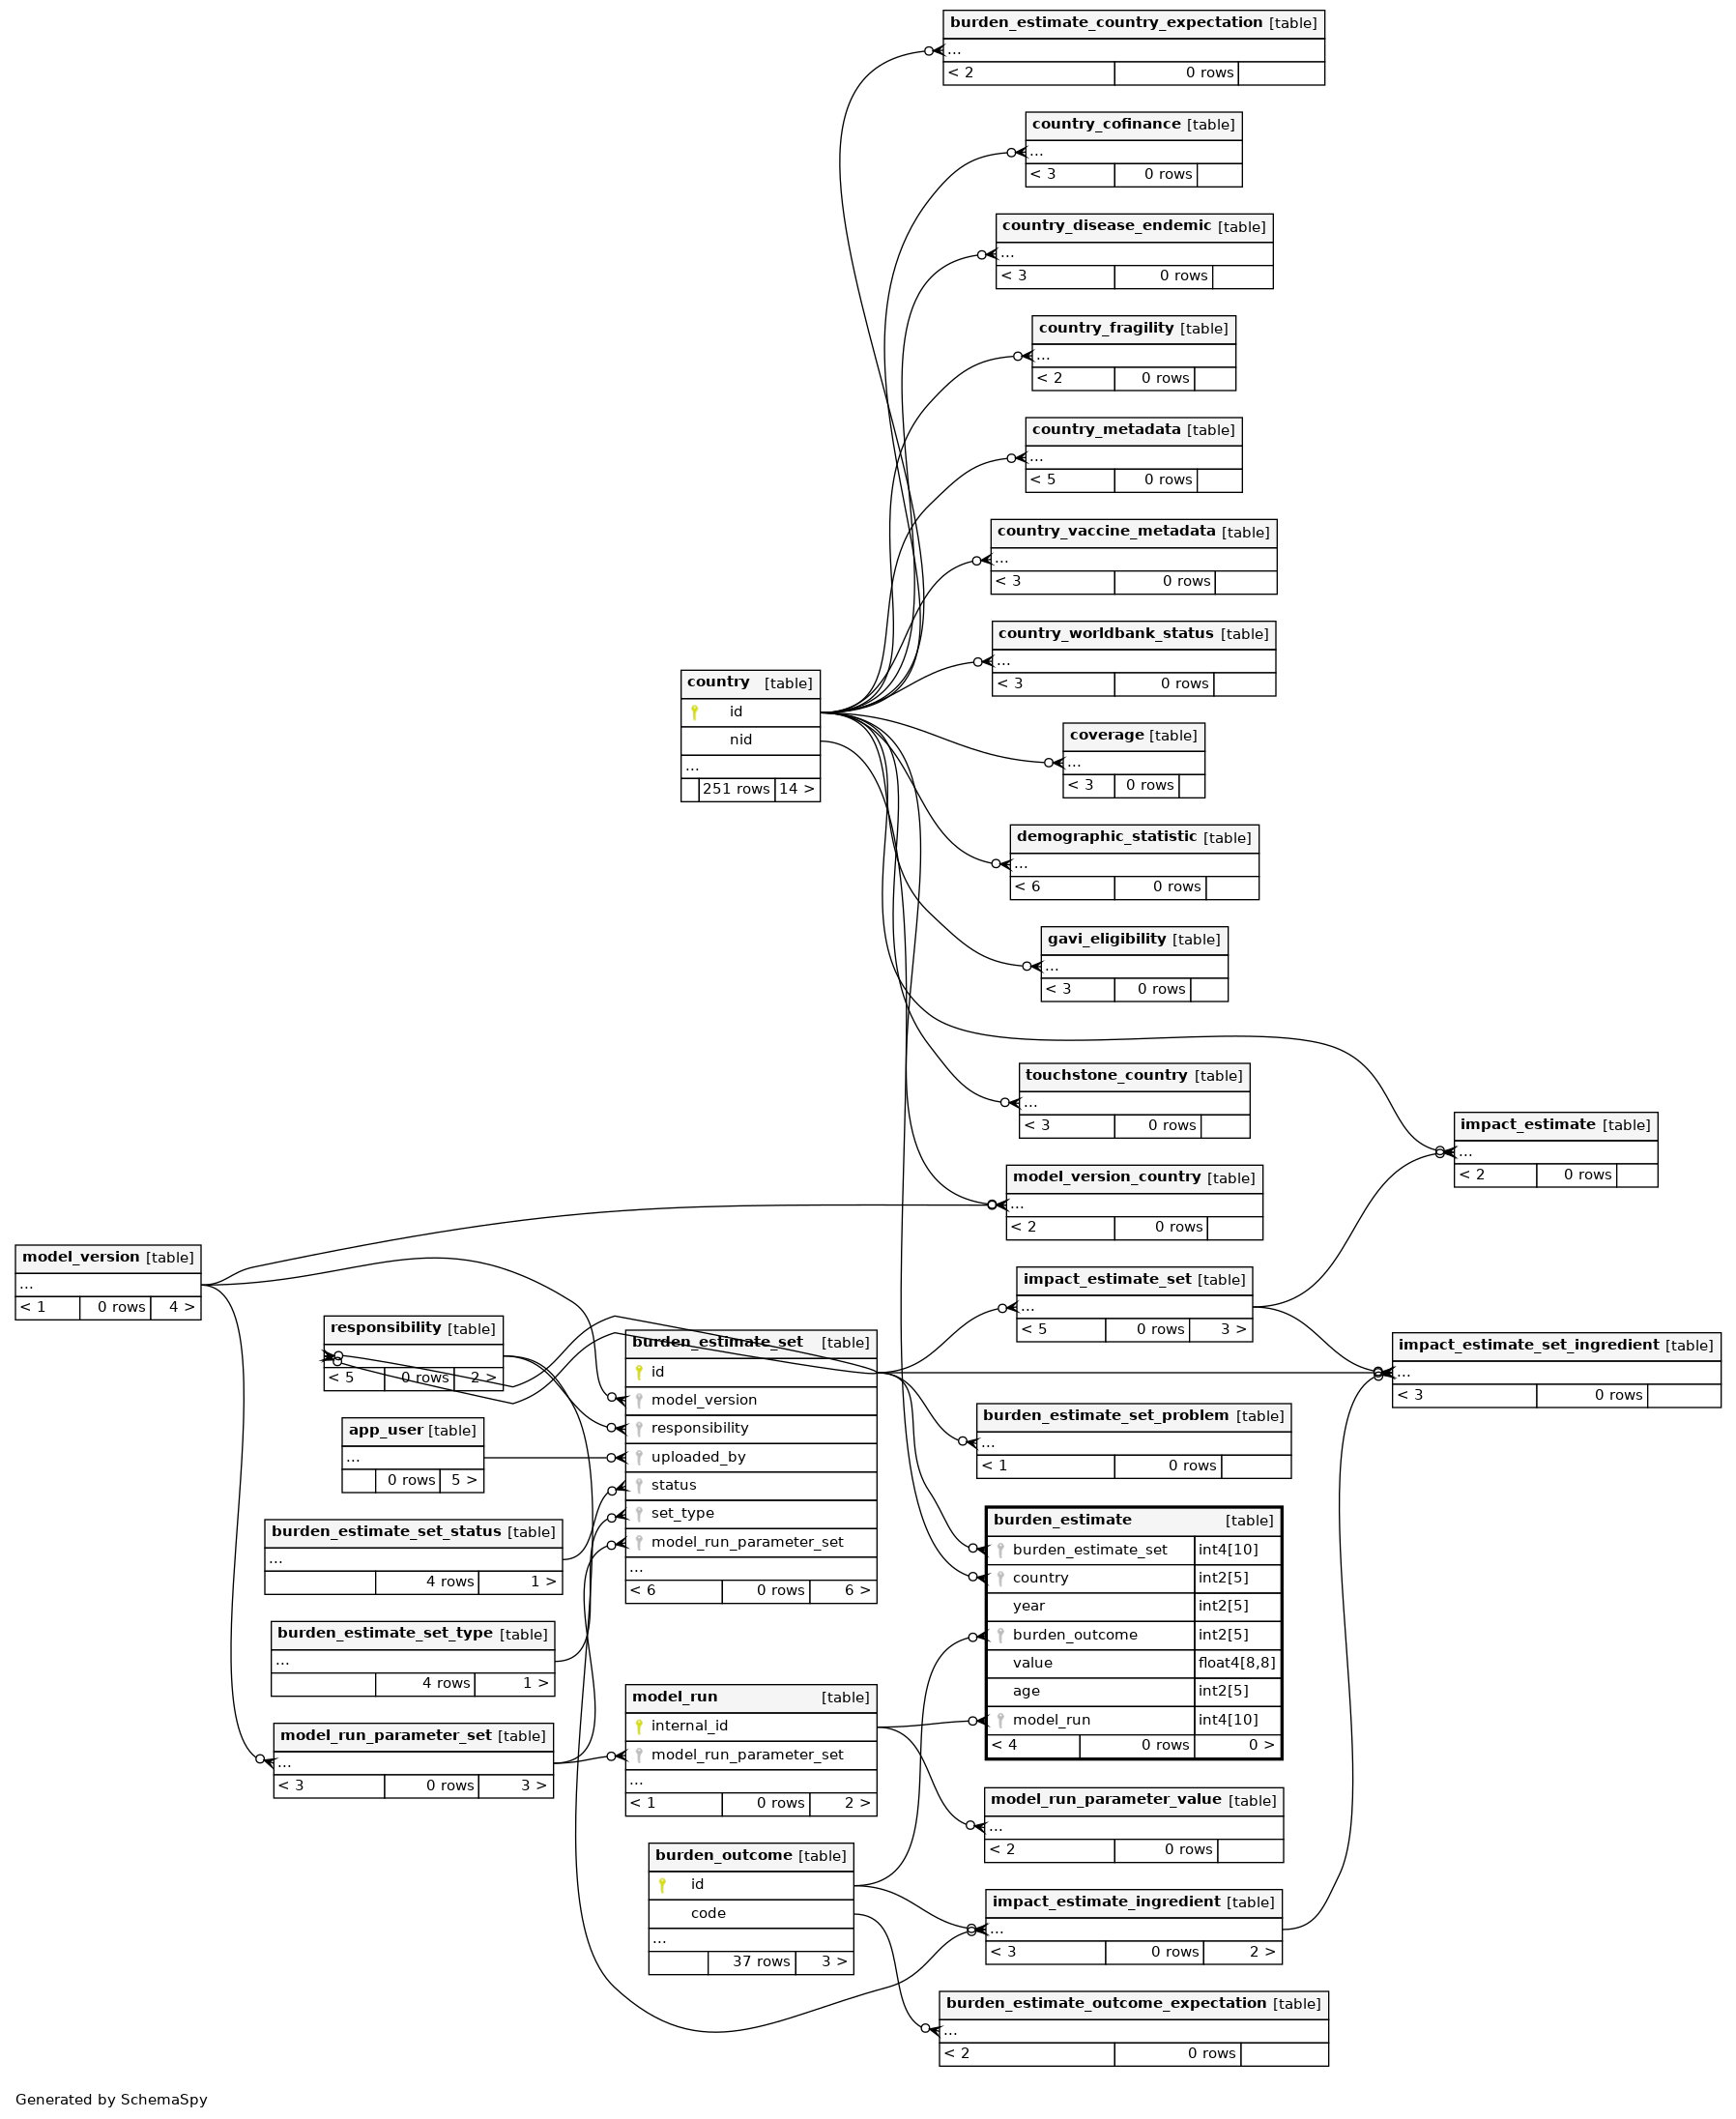 burden_estimate_country_expectation [table]
...
< 2 0 rows
country_cofinance [table]
...
< 3 0 rows
country_disease_endemic [table]
...
< 3 0 rows
country_fragility [table]
...
< 2 0 rows
country_metadata [table]
...
< 5 0 rows
country_vaccine_metadata [table]
...
< 3 0 rows
country_worldbank_status [table]
...
< 3 0 rows
country [table]
id
nid
...
251 rows 14 >
coverage [table]
...
< 3 0 rows
demographic_statistic [table]
...
< 6 0 rows
gavi_eligibility [table]
...
< 3 0 rows
touchstone_country [table]
...
< 3 0 rows
impact_estimate [table]
...
< 2 0 rows
model_version_country [table]
...
< 2 0 rows
model_version [table]
...
< 1 0 rows 4 >
impact_estimate_set [table]
...
< 5 0 rows 3 >
responsibility [table]
< 5 0 rows 2 >
burden_estimate_set [table]
id
model_version
responsibility
uploaded_by
status
set_type
model_run_parameter_set
...
< 6 0 rows 6 >
impact_estimate_set_ingredient [table]
...
< 3 0 rows
app_user [table]
...
0 rows 5 >
burden_estimate_set_problem [table]
...
< 1 0 rows
burden_estimate_set_status [table]
...
4 rows 1 >
burden_estimate [table]
burden_estimate_set int4[10]
country int2[5]
year int2[5]
burden_outcome int2[5]
value float4[8,8]
age int2[5]
model_run int4[10]
< 4 0 rows 0 >
burden_estimate_set_type [table]
...
4 rows 1 >
model_run [table]
internal_id
model_run_parameter_set
...
< 1 0 rows 2 >
model_run_parameter_set [table]
...
< 3 0 rows 3 >
model_run_parameter_value [table]
...
< 2 0 rows
burden_outcome [table]
id
code
...
37 rows 3 >
impact_estimate_ingredient [table]
...
< 3 0 rows 2 >
burden_estimate_outcome_expectation [table]
...
< 2 0 rows
Generated by SchemaSpy